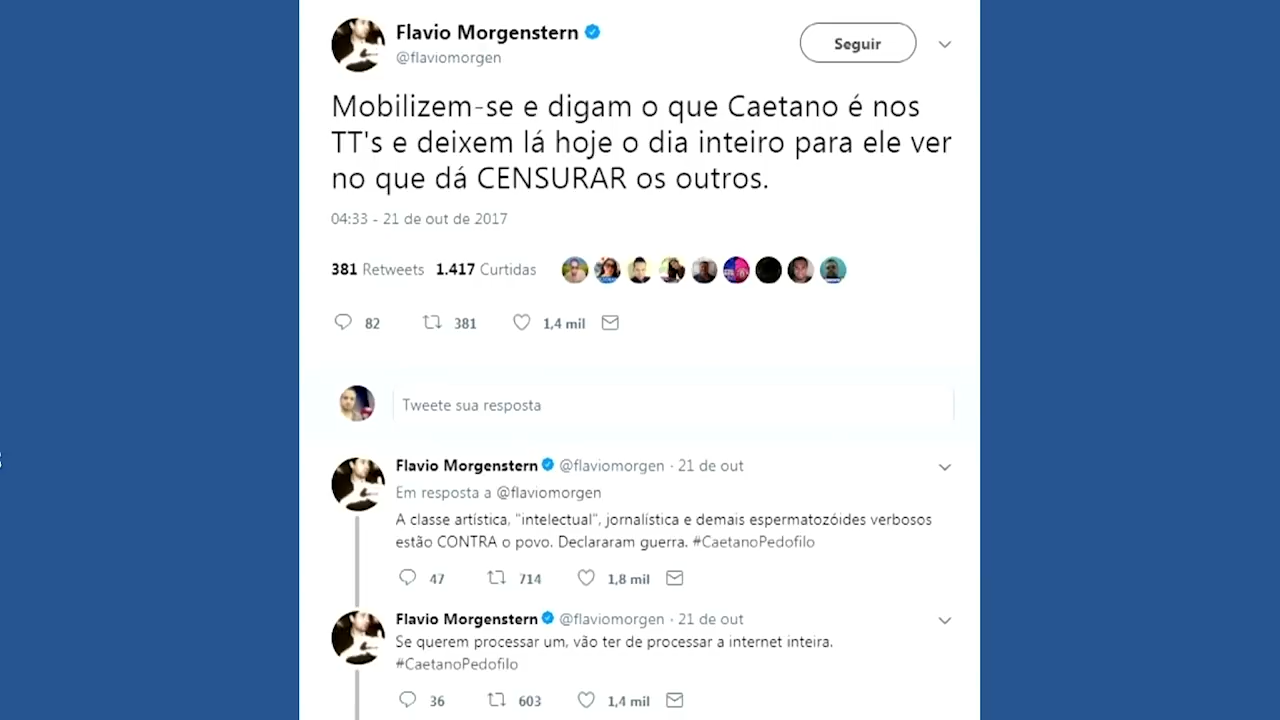 Flavio Morgenstern
@flaviomorgen
Seguir
Mobilizem-se e digam o que Caetano é nos
TT's e deixem lá hoje o dia inteiro para ele ver
no que dá CENSURAR os outros.
04:33 - 21 de out de 2017
381 Retweets 1.417 Curtidas
82 381 1,4 mil
Tweete sua resposta
Flavio Morgenstern @flaviomorgen · 21 de out
Em resposta a @flaviomorgen
A classe artística, "intelectual", jornalística e demais espermatozóides verbosos
estão CONTRA o povo. Declararam guerra. #CaetanoPedofilo
47 714 1,8 mil
Flavio Morgenstern @flaviomorgen · 21 de out
Se querem processar um, vão ter de processar a internet inteira.
#CaetanoPedofilo
36 603 1,4 mil